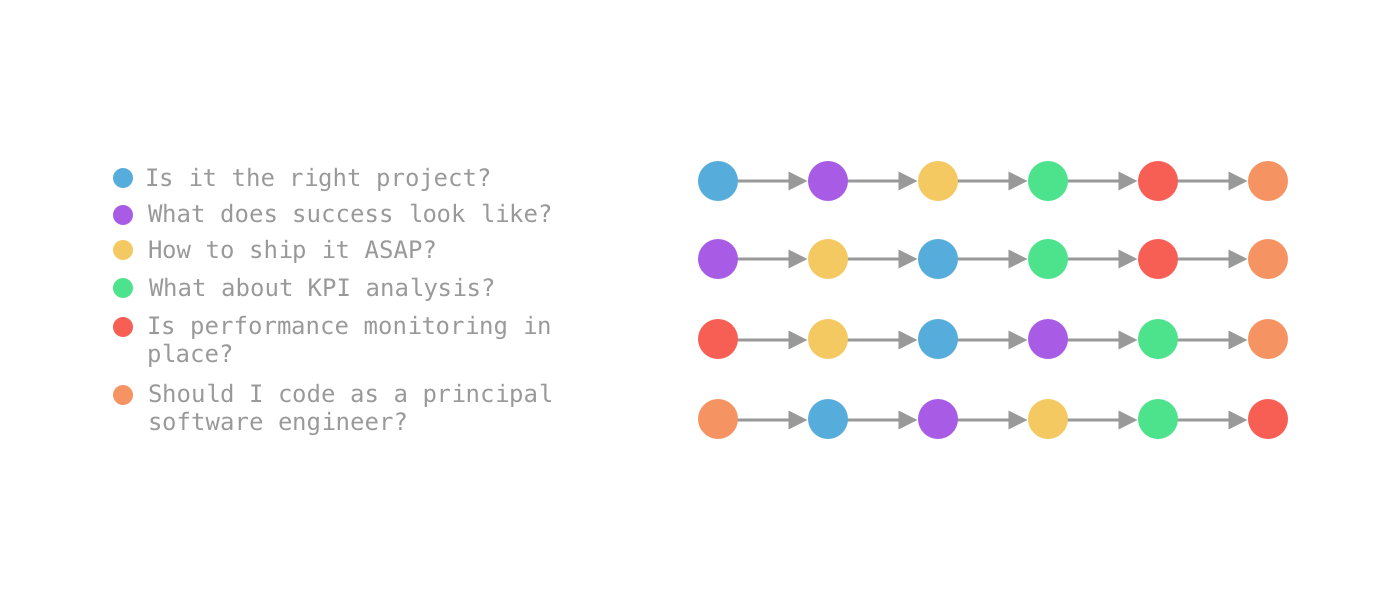 Is it the right project?
What does success look like?
How to ship it ASAP?
What about KPI analysis?
Is performance monitoring in
place?
Should I code as a principal
software engineer?